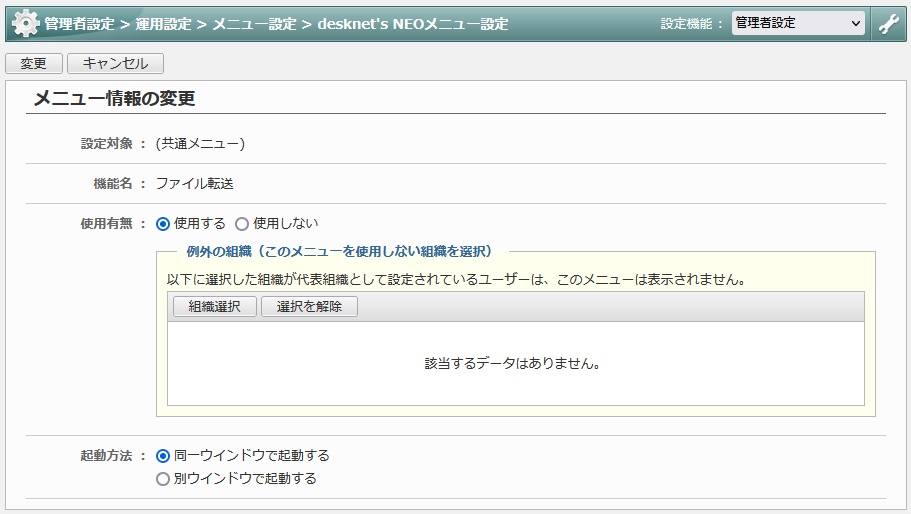 管理者設定 > 運用設定 > メニュー設定 > desknet's NEOメニュー設定
設定機能： 管理者設定
変更 キャンセル
メニュー情報の変更
設定対象 ： (共通メニュー)
機能名 ： ファイル転送
使用有無 ： 使用する 使用しない
例外の組織（このメニューを使用しない組織を選択）
以下に選択した組織が代表組織として設定されているユーザーは、このメニューは表示されません。
組織選択 選択を解除
該当するデータはありません。
起動方法 ： 同一ウインドウで起動する
別ウインドウで起動する